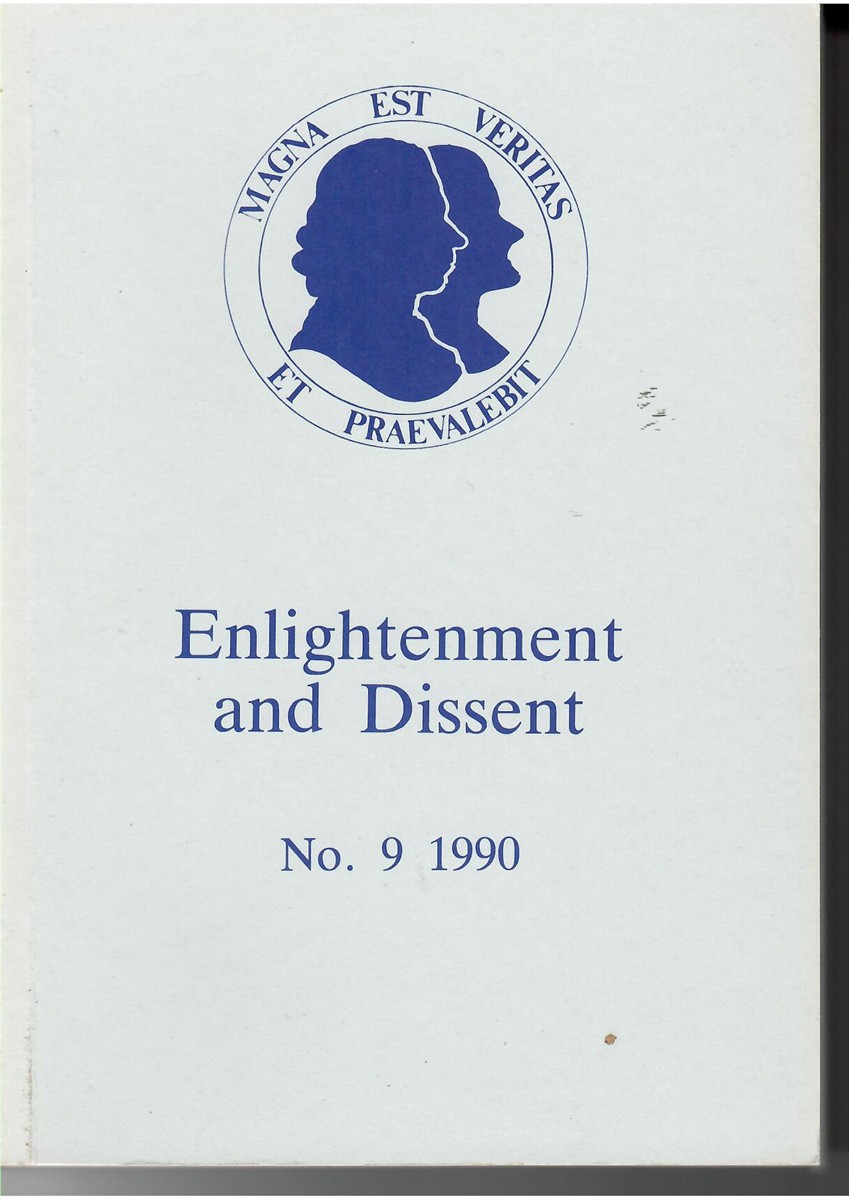 MAGNA EST VERITAS
ET PRAEVALEBIT
Enlightenment
and Dissent
No. 9 1990